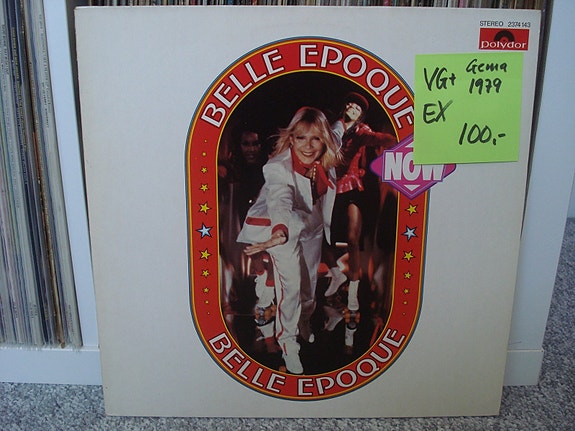 STEREO 2374143
Polydor
BELLE EPOQUE
NOW
BELLE EPOQUE
VG+ Gema
1979
EX
100,-